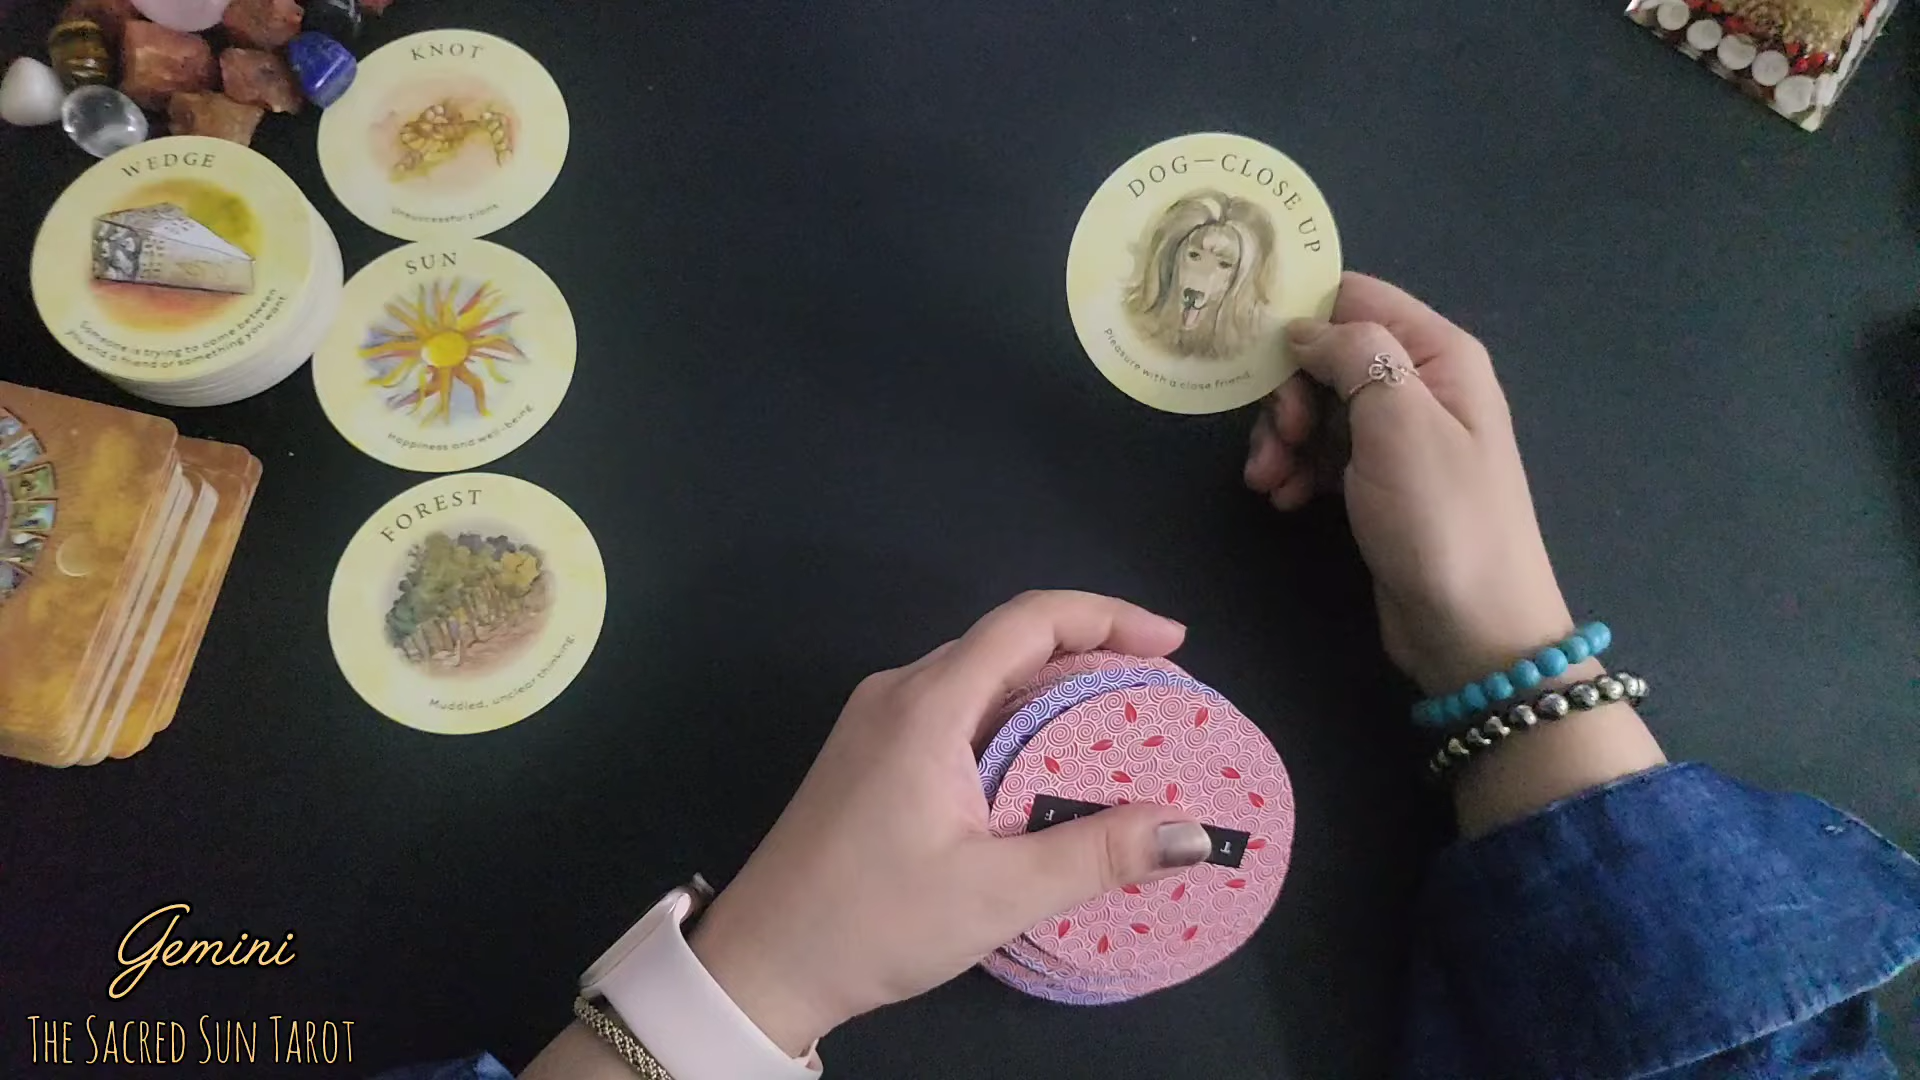 KNOT
Unsuccessful plans
WEDGE
Someone is trying to come between
you and a friend or something you want.
SUN
Happiness and well-being
FOREST
Muddled, unclear thinking.
DOG—CLOSE UP
Pleasure with a close friend.
Gemini
THE SACRED SUN TAROT